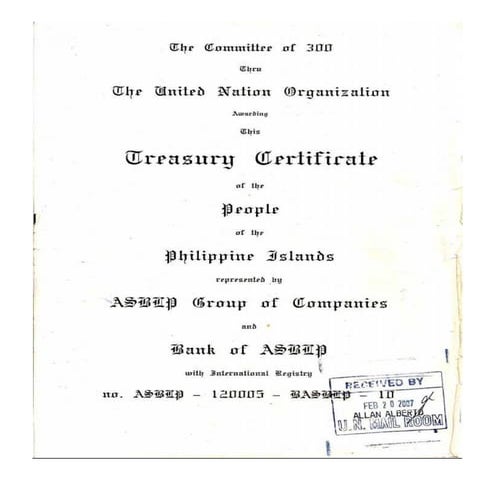 The Committee of 300
Thru
The United Nation Organization
Awarding
This
Treasury Certificate
of the
People
of the
Philippine Islands
represented by
ASBLP Group of Companies
and
Bank of ASBLP
with International Registry
no. ASBLP - 120005 - BASBLP - 10
RECEIVED BY
FEB 20 2007
ALLAN ALBERTO
U.N. MAIL ROOM